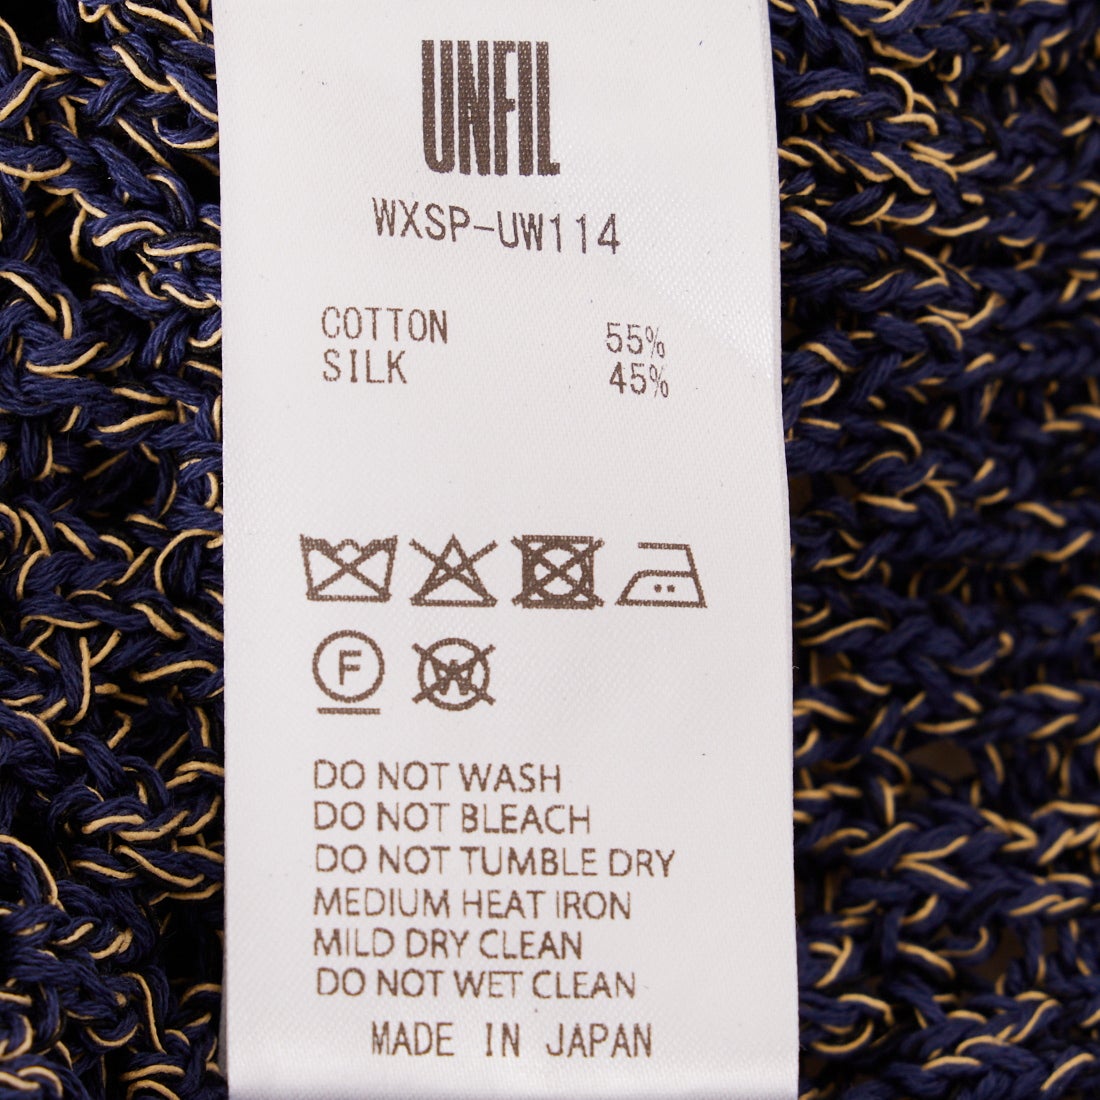 UNFIL
WXSP-UW114
COTTON 55%
SILK 45%
F
W
DO NOT WASH
DO NOT BLEACH
DO NOT TUMBLE DRY
MEDIUM HEAT IRON
MILD DRY CLEAN
DO NOT WET CLEAN
MADE IN JAPAN